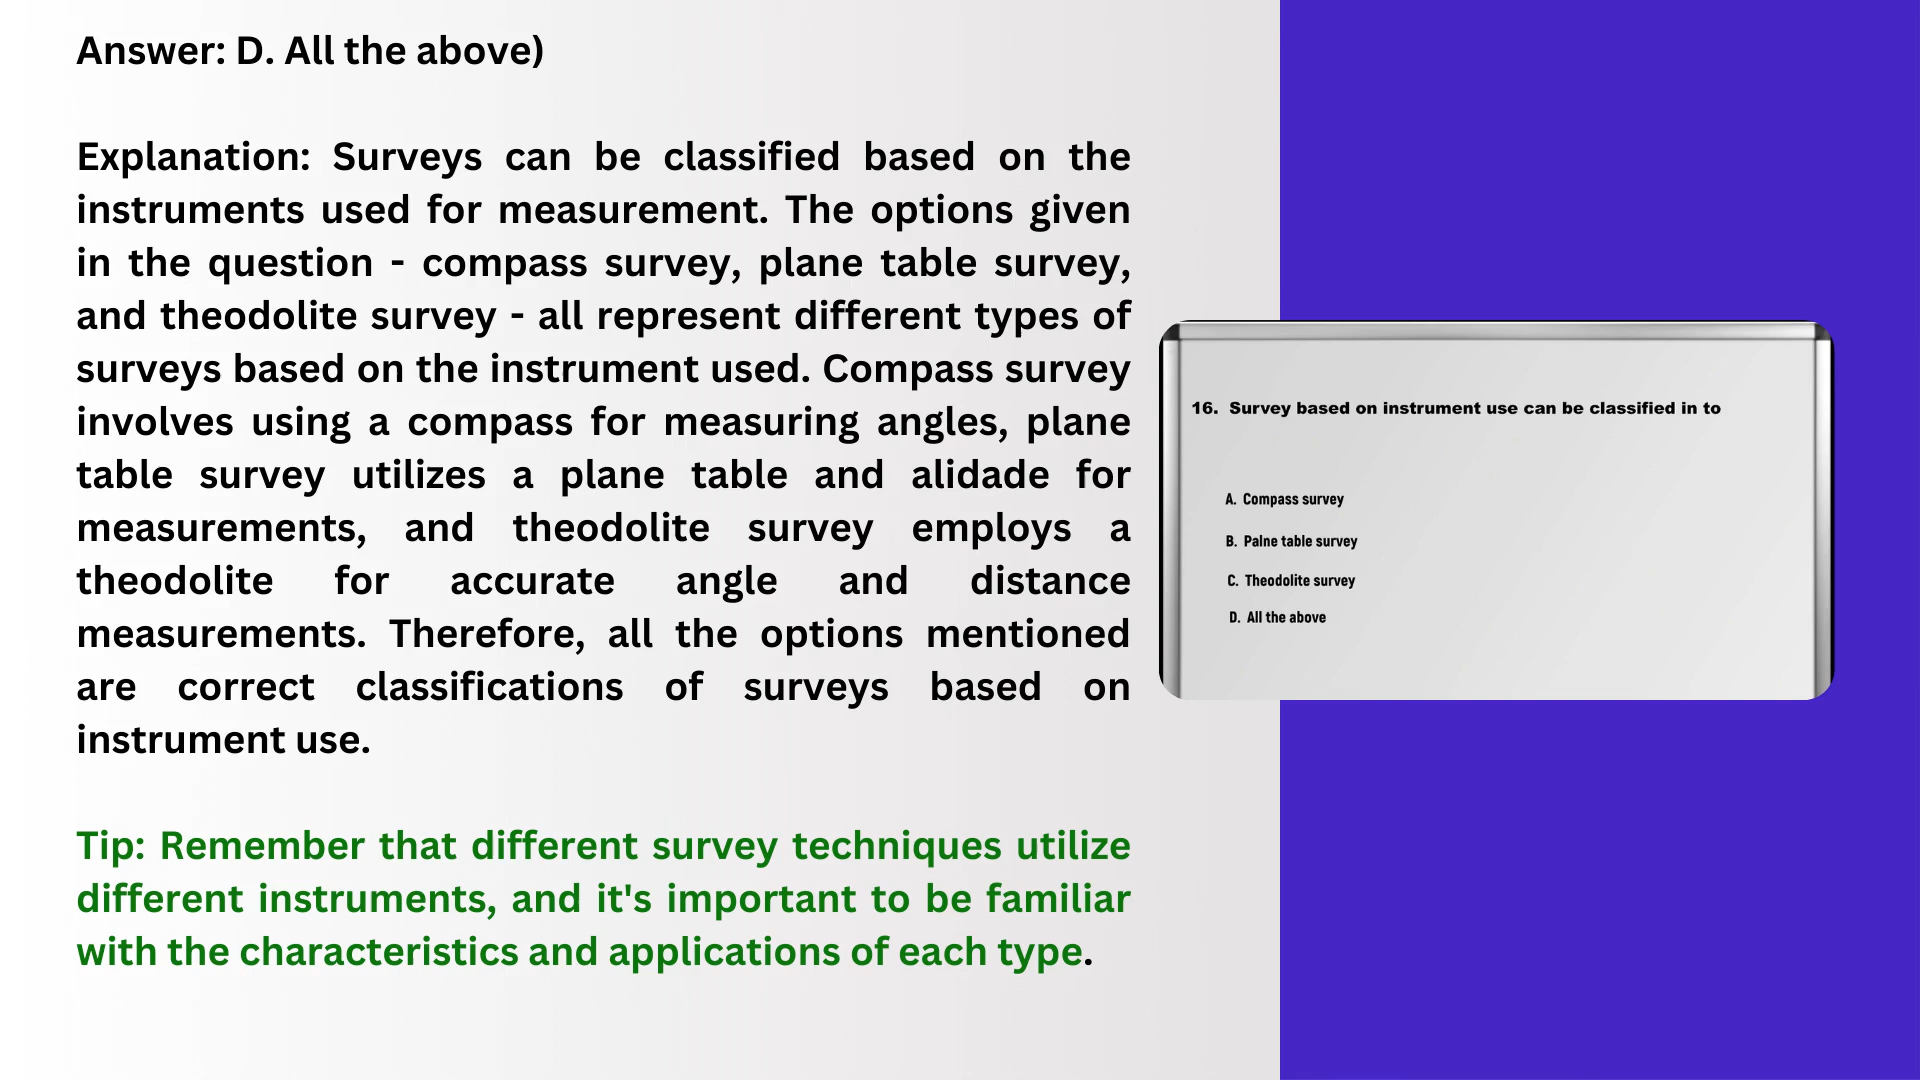 Answer: D. All the above)
Explanation: Surveys can be classified based on the
instruments used for measurement. The options given
in the question - compass survey, plane table survey,
and theodolite survey - all represent different types of
surveys based on the instrument used. Compass survey
involves using a compass for measuring angles, plane
table survey utilizes a plane table and alidade for
measurements, and theodolite survey employs a
theodolite for accurate angle and distance
measurements. Therefore, all the options mentioned
are correct classifications of surveys based on
instrument use.
Tip: Remember that different survey techniques utilize
different instruments, and it's important to be familiar
with the characteristics and applications of each type.
16. Survey based on instrument use can be classified in to
A. Compass survey
B. Palne table survey
C. Theodolite survey
D. All the above